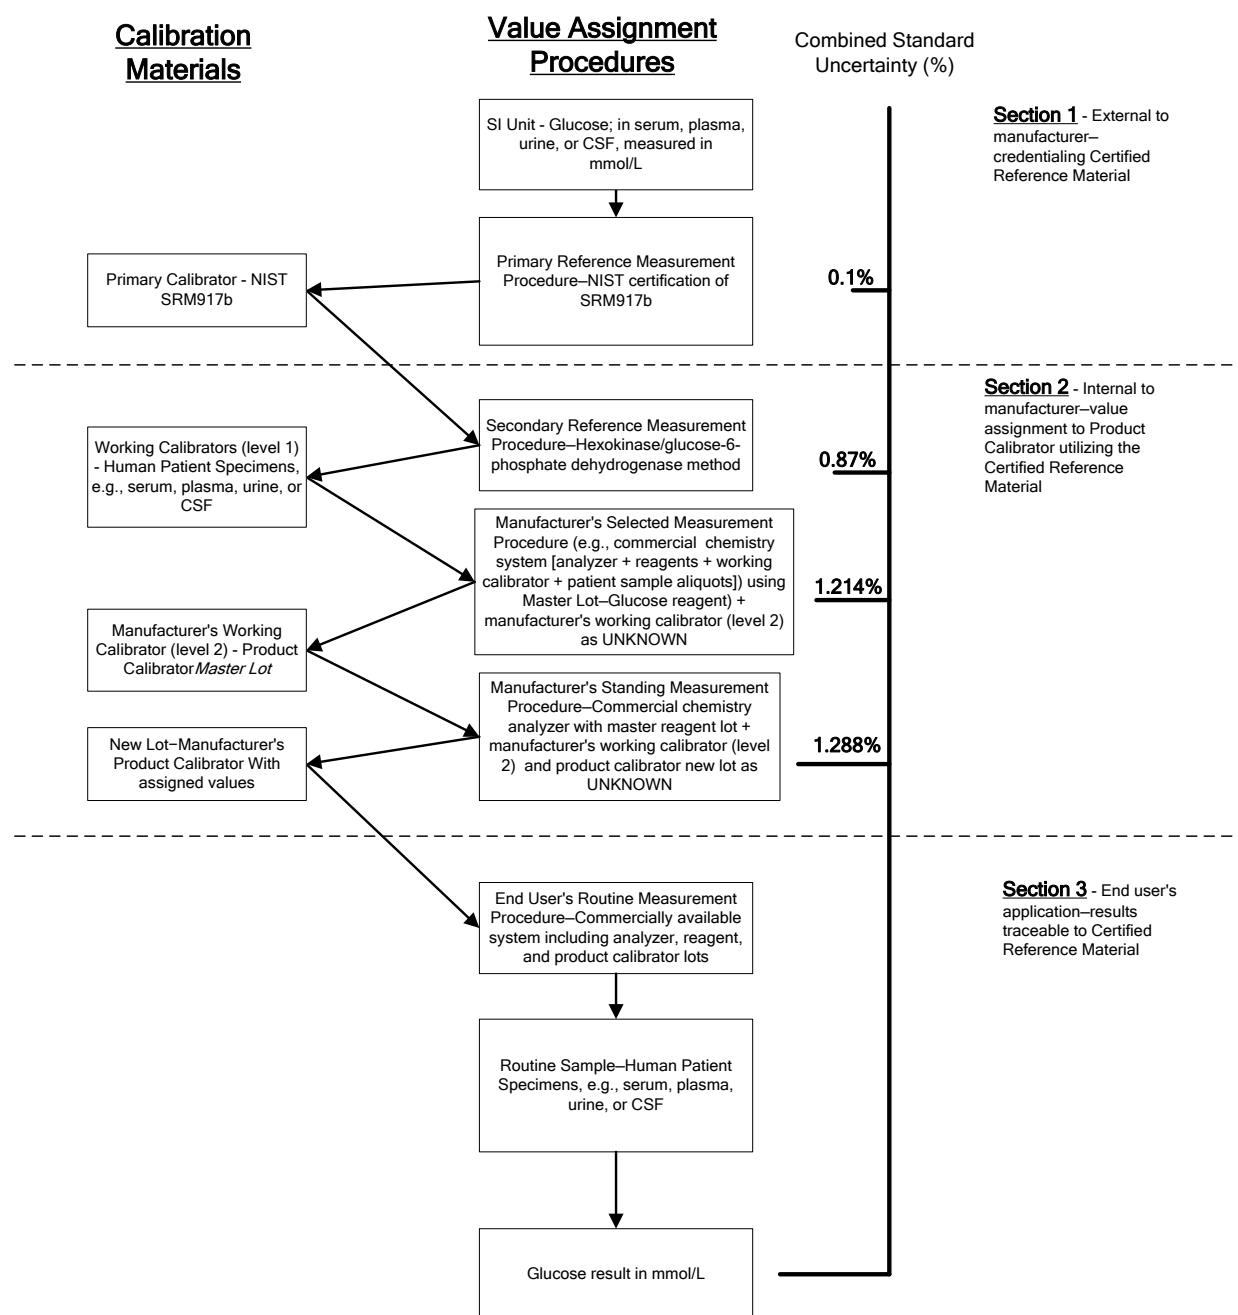 Calibration
Materials
Value Assignment
Procedures
Combined Standard
Uncertainty (%)
SI Unit - Glucose; in serum, plasma,
urine, or CSF, measured in
mmol/L
Section 1 - External to
manufacturer–
credentialing Certified
Reference Material
Primary Reference Measurement
Procedure–NIST certification of
SRM917b
Primary Calibrator - NIST
SRM917b
0.1%
Section 2 - Internal to
manufacturer–value
assignment to Product
Calibrator utilizing the
Certified Reference
Material
Secondary Reference Measurement
Procedure–Hexokinase/glucose-6-
phosphate dehydrogenase method
0.87%
Working Calibrators (level 1)
- Human Patient Specimens,
e.g., serum, plasma, urine, or
CSF
Manufacturer's Selected Measurement
Procedure (e.g., commercial chemistry
system [analyzer + reagents + working
calibrator + patient sample aliquots]) using
Master Lot–Glucose reagent) +
manufacturer's working calibrator (level 2)
as UNKNOWN
1.214%
Manufacturer's Working
Calibrator (level 2) - Product
Calibrator Master Lot
Manufacturer's Standing Measurement
Procedure–Commercial chemistry
analyzer with master reagent lot +
manufacturer's working calibrator (level
2) and product calibrator new lot as
UNKNOWN
1.288%
New Lot–Manufacturer's
Product Calibrator With
assigned values
Section 3 - End user's
application–results
traceable to Certified
Reference Material
End User's Routine Measurement
Procedure–Commercially available
system including analyzer, reagent,
and product calibrator lots
Routine Sample–Human Patient
Specimens, e.g., serum, plasma,
urine, or CSF
Glucose result in mmol/L